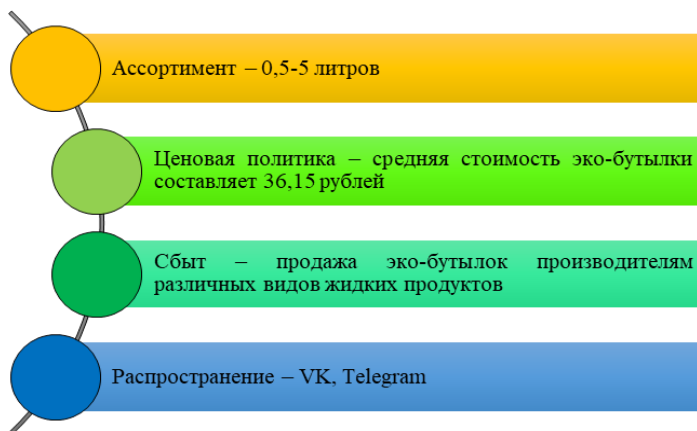 Ассортимент – 0,5-5 литров
Ценовая политика – средняя стоимость эко-бутылки
составляет 36,15 рублей
Сбыт – продажа эко-бутылок производителям
различных видов жидких продуктов
Распространение – VK, Telegram